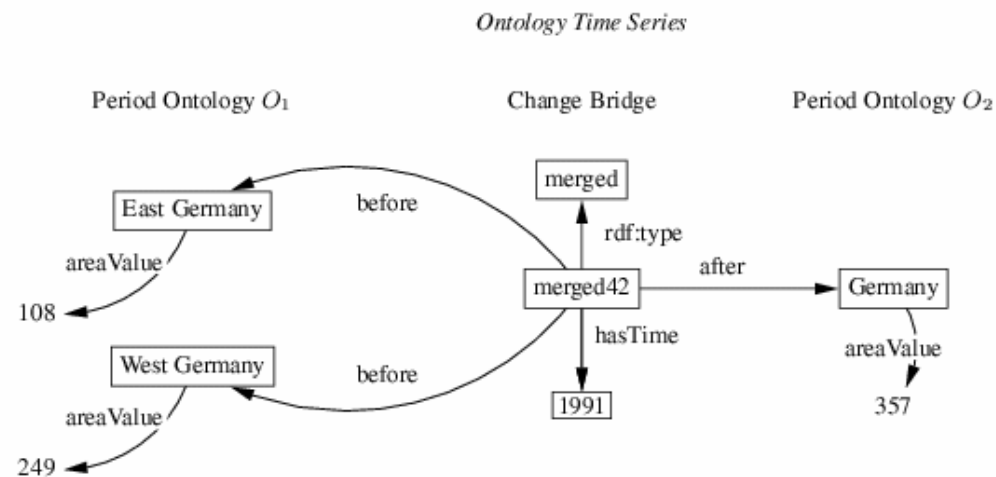 Ontology Time Series
Period Ontology O₁
Change Bridge
Period Ontology O₂
merged
East Germany
before
rdf:type
areaValue
after
merged42
Germany
108
hasTime
areaValue
West Germany
before
1991
357
areaValue
249